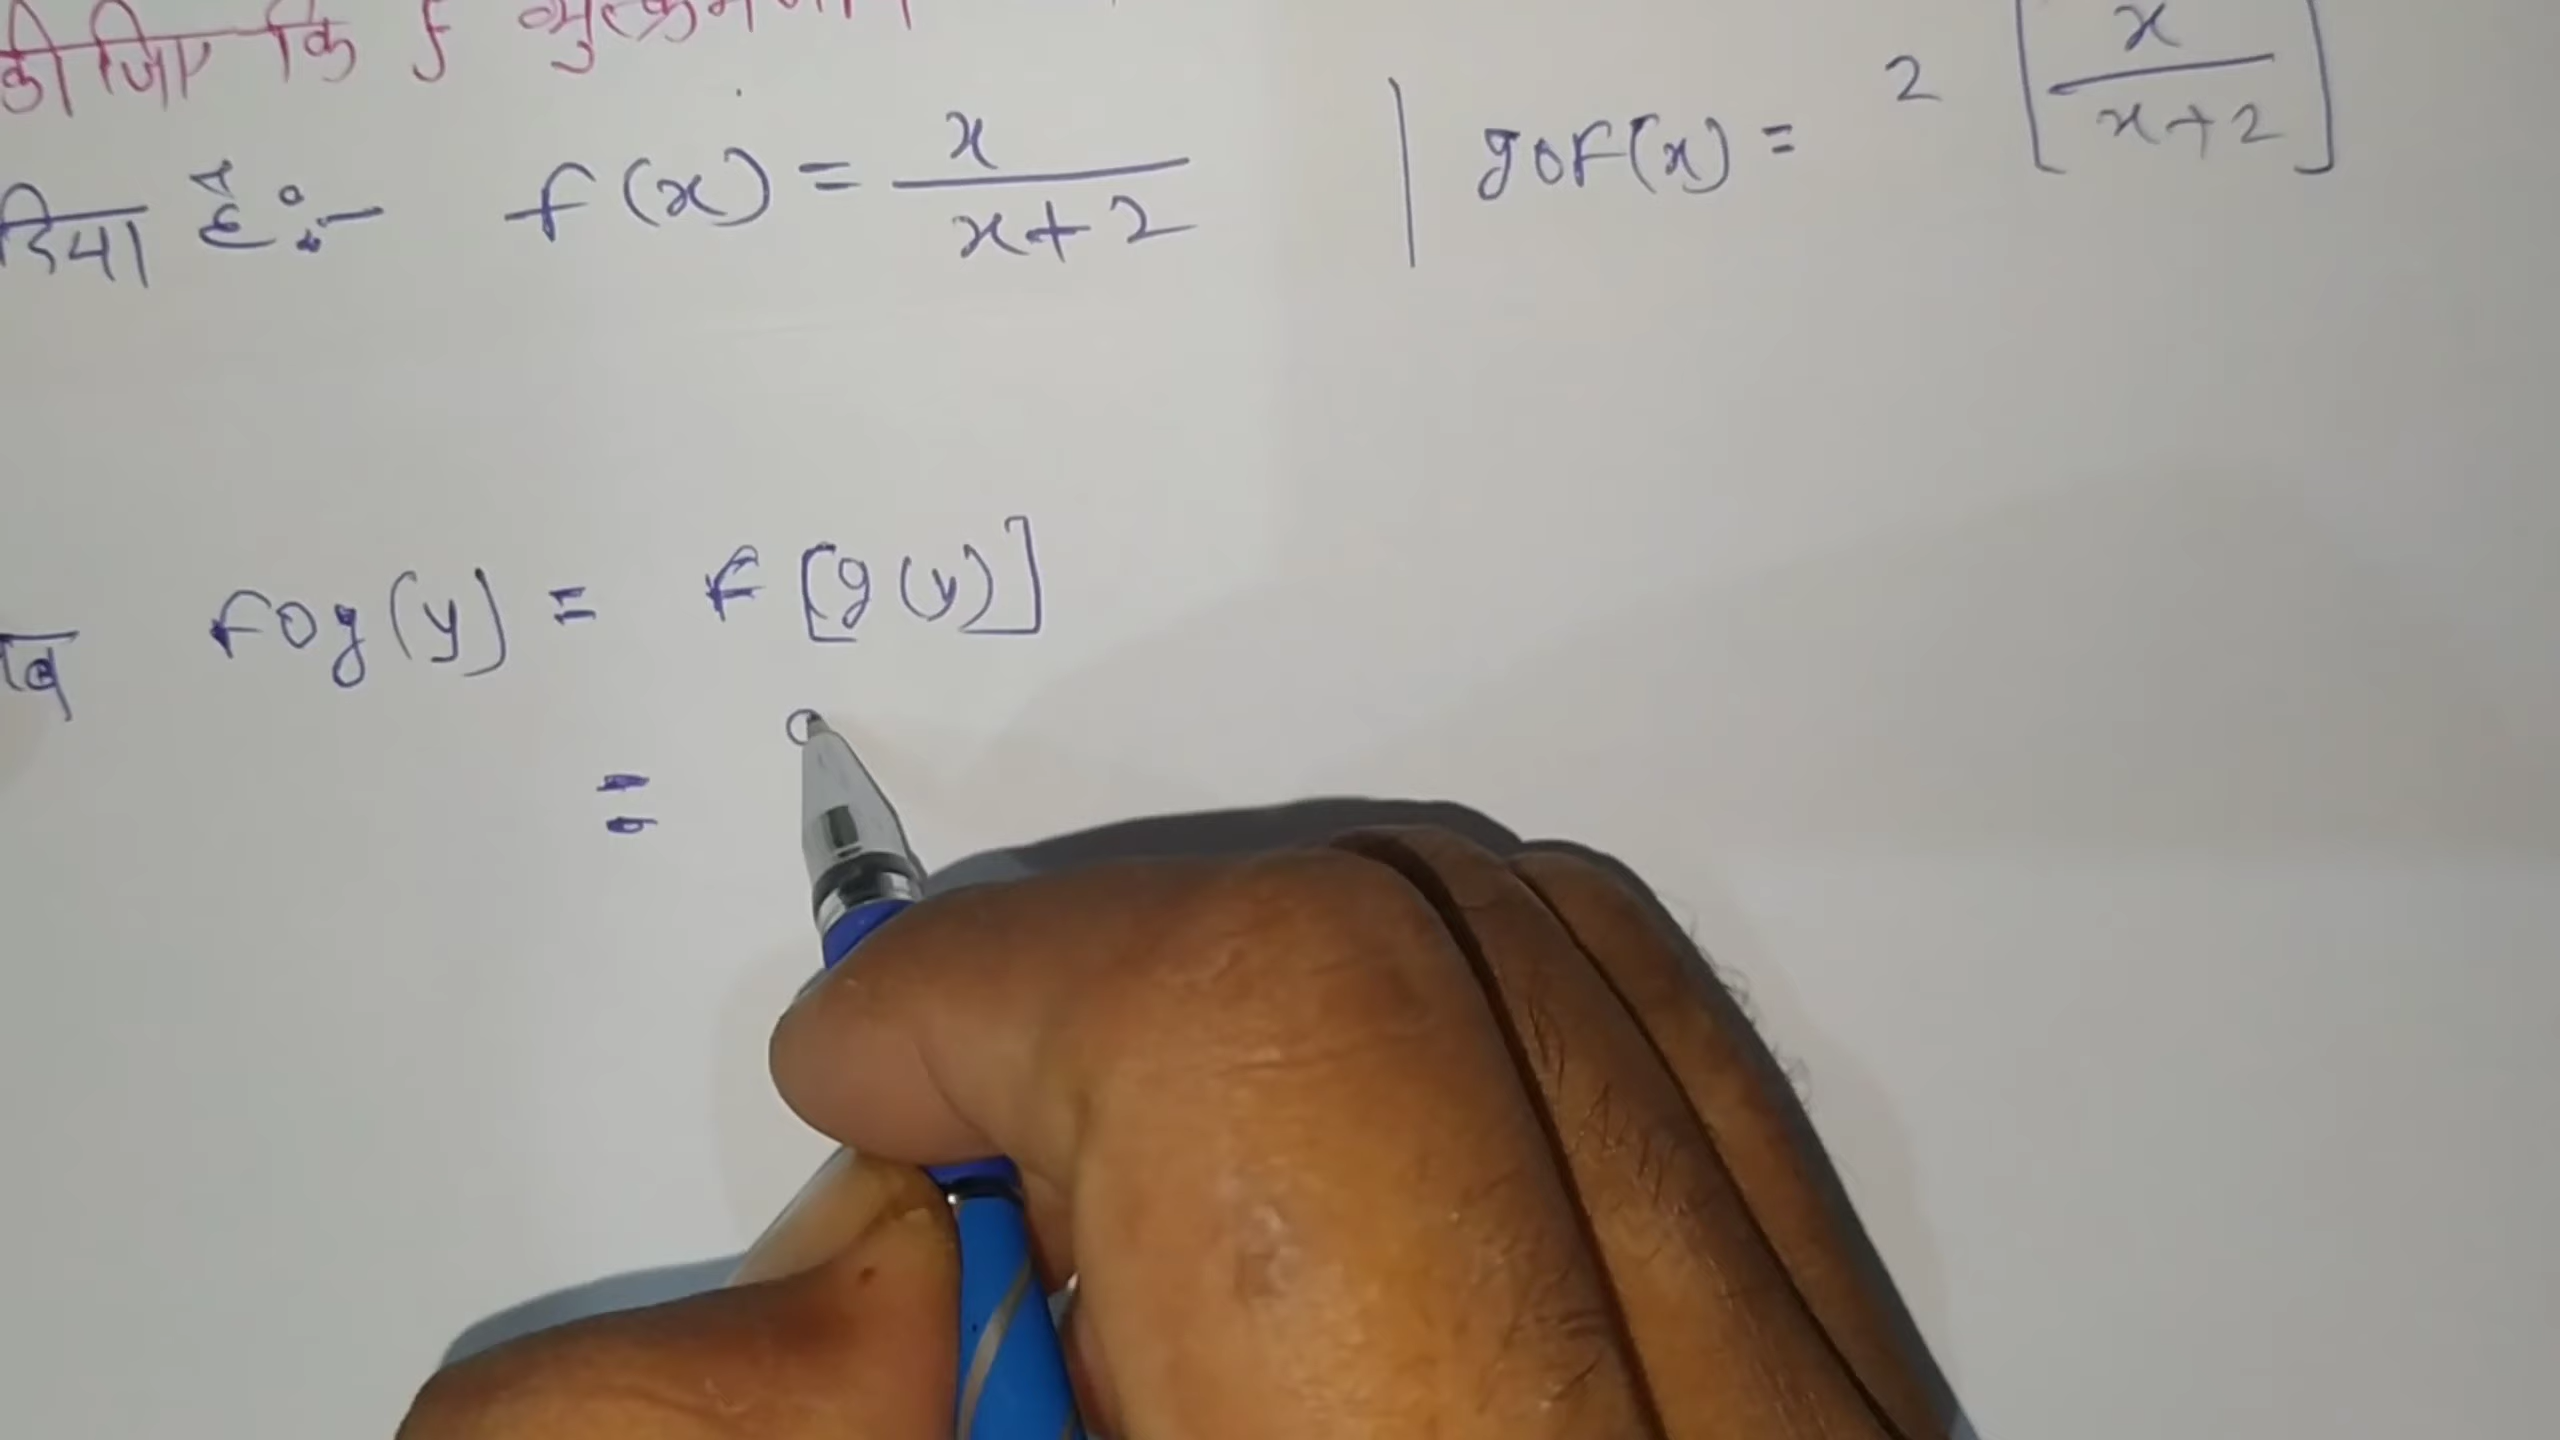 कीजिए कि f
दिया है:- f(x) = x / x+2
gof(x) = 2 [x / x+2]
fog(y) = f[g(y)]
=